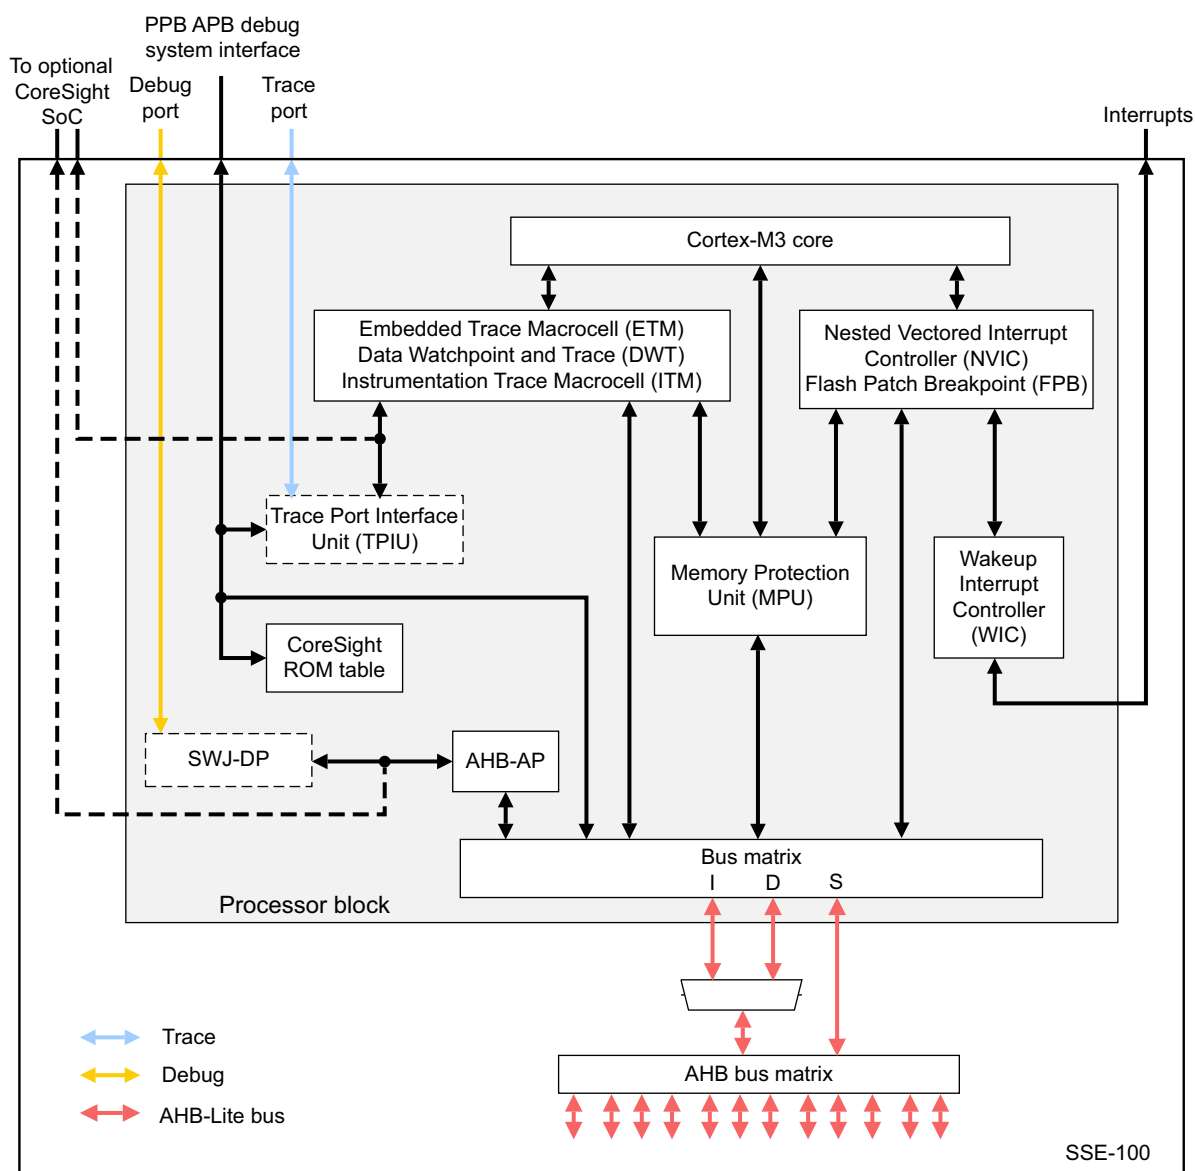 PPB APB debug
system interface
To optional
CoreSight
SoC
Debug
port
Trace
port
Interrupts
Cortex-M3 core
Embedded Trace Macrocell (ETM)
Data Watchpoint and Trace (DWT)
Instrumentation Trace Macrocell (ITM)
Nested Vectored Interrupt
Controller (NVIC)
Flash Patch Breakpoint (FPB)
Trace Port Interface
Unit (TPIU)
Memory Protection
Unit (MPU)
Wakeup
Interrupt
Controller
(WIC)
CoreSight
ROM table
SWJ-DP
AHB-AP
Bus matrix
I D S
Processor block
AHB bus matrix
Trace
Debug
AHB-Lite bus
SSE-100